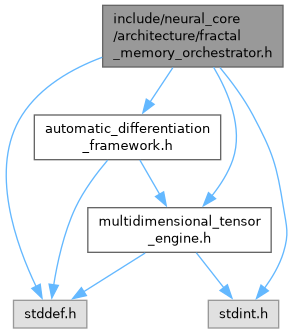 include/neural_core
/architecture/fractal
_memory_orchestrator.h
automatic_differentiation
_framework.h
multidimensional_tensor
_engine.h
stddef.h
stdint.h